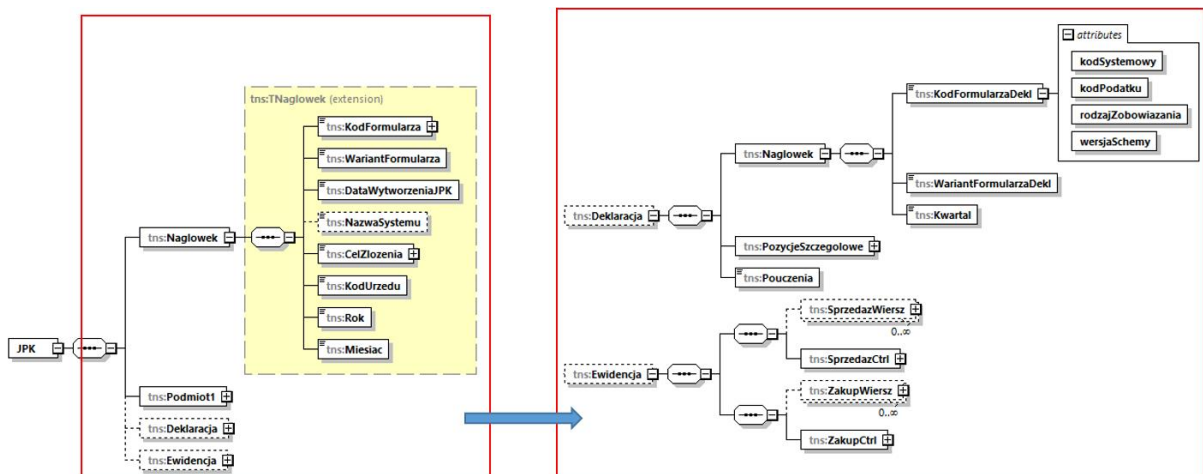 tns:TNaglowek (extension)
tns:KodFormularza
tns:WariantFormularza
tns:DataWytworzeniaJPK
tns:NazwaSystemu
tns:Naglowek
tns:CelZlozenia
tns:KodUrzedu
tns:Rok
JPK
tns:Miesiac
tns:Podmiot1
tns:Deklaracja
tns:Ewidencja
attributes
kodSystemowy
tns:KodFormularzaDekl
kodPodatku
rodzajZobowiazania
wersjaSchemy
tns:Naglowek
tns:WariantFormularzaDekl
tns:Deklaracja
tns:Kwartal
tns:PozycjeSzczegolowe
tns:Pouczenia
tns:SprzedazWiersz
0..∞
tns:SprzedazCtrl
tns:Ewidencja
tns:ZakupWiersz
0..∞
tns:ZakupCtrl